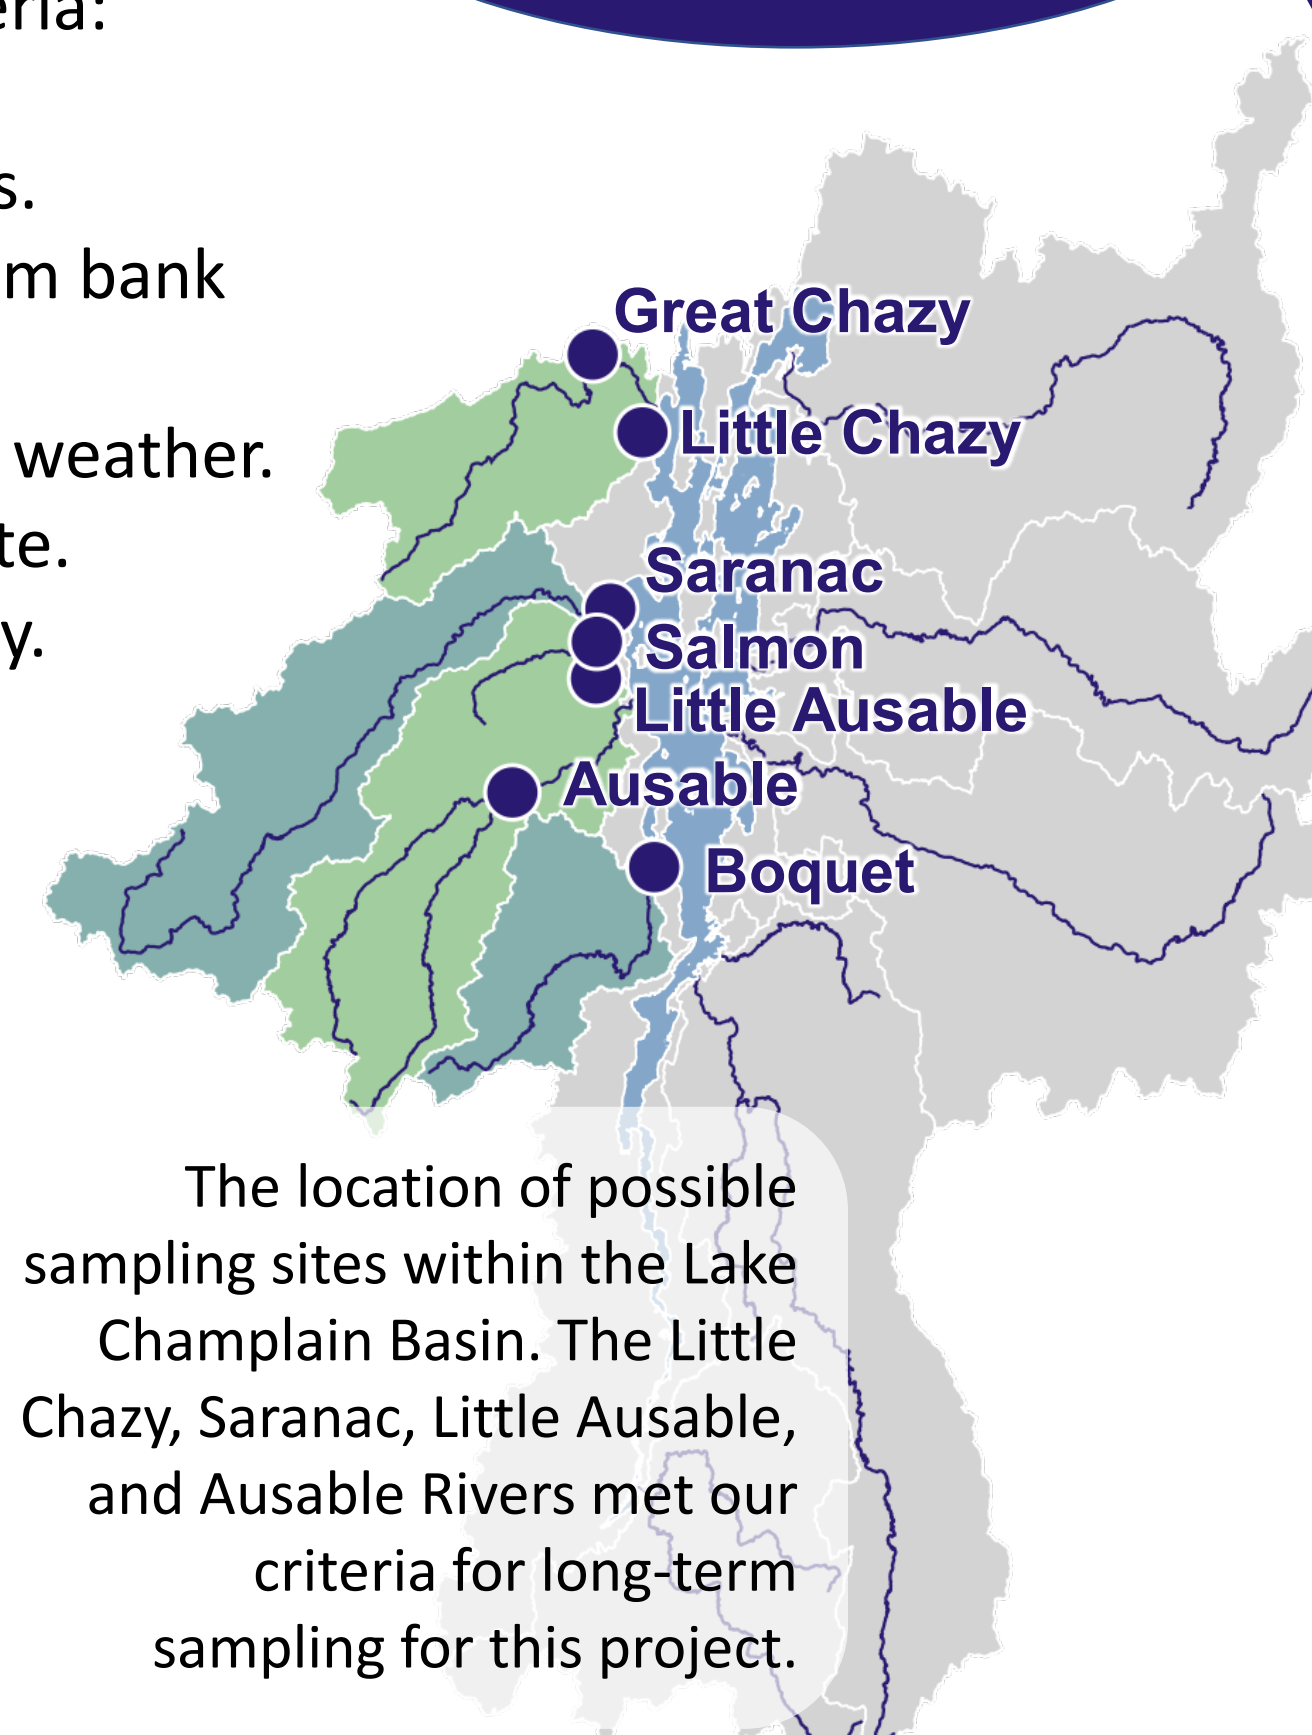 eria:
s.
m bank
weather.
te.
y.
Great Chazy
Little Chazy
Saranac
Salmon
Little Ausable
Ausable
Boquet
The location of possible
sampling sites within the Lake
Champlain Basin. The Little
Chazy, Saranac, Little Ausable,
and Ausable Rivers met our
criteria for long-term
sampling for this project.